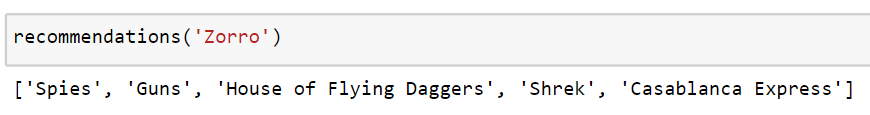 recommendations('Zorro')
['Spies', 'Guns', 'House of Flying Daggers', 'Shrek', 'Casablanca Express']